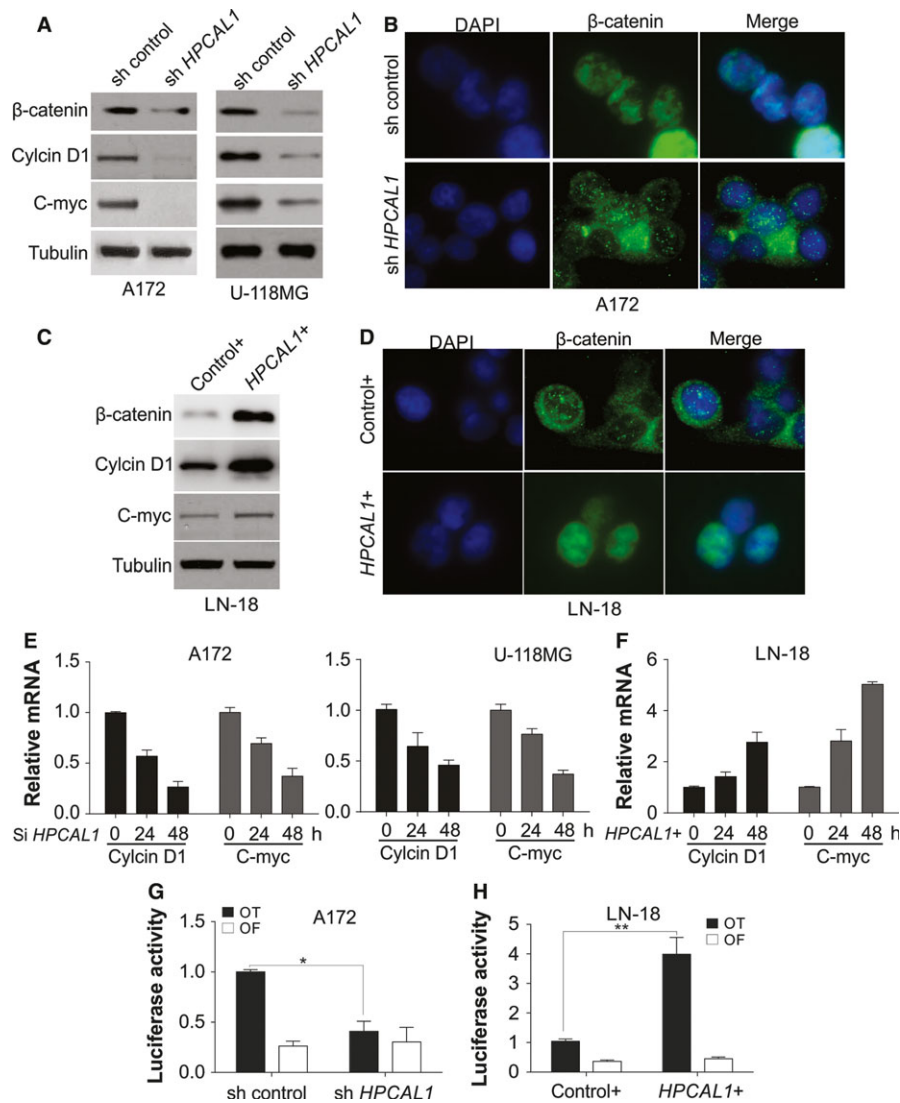 A
sh control
sh HPCAL1
sh control
sh HPCAL1
β-catenin
Cylcin D1
C-myc
Tubulin
A172
U-118MG
B
DAPI
β-catenin
Merge
sh control
sh HPCAL1
A172
C
Control+
HPCAL1+
β-catenin
Cylcin D1
C-myc
Tubulin
LN-18
D
DAPI
β-catenin
Merge
Control+
HPCAL1+
LN-18
E
A172
Relative mRNA
1.5
1.0
0.5
0.0
Si HPCAL1
0 24 48 0 24 48 h
Cylcin D1
C-myc
U-118MG
1.5
1.0
0.5
0.0
0 24 48 0 24 48 h
Cylcin D1
C-myc
F
LN-18
Relative mRNA
6
4
2
0
HPCAL1+
0 24 48 0 24 48 h
Cylcin D1
C-myc
G
A172
OT
OF
Luciferase activity
1.5
1.0
0.5
0.0
*
sh control
sh HPCAL1
H
LN-18
OT
OF
Luciferase activity
5
4
3
2
1
0
**
Control+
HPCAL1+